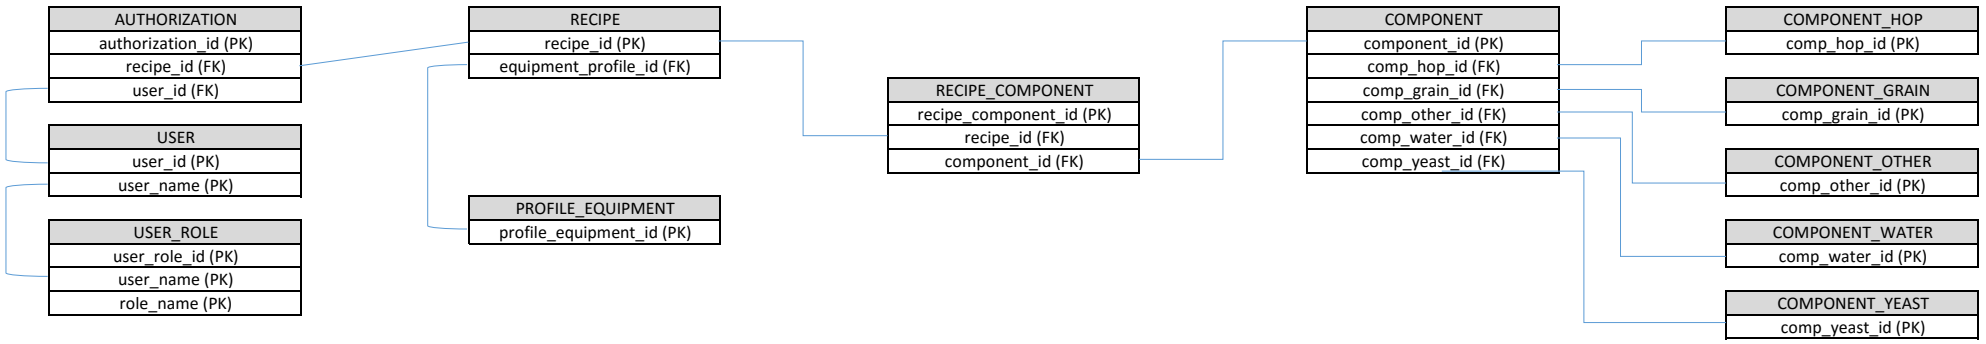 AUTHORIZATION
authorization_id (PK)
recipe_id (FK)
user_id (FK)
USER
user_id (PK)
user_name (PK)
USER_ROLE
user_role_id (PK)
user_name (PK)
role_name (PK)
RECIPE
recipe_id (PK)
equipment_profile_id (FK)
PROFILE_EQUIPMENT
profile_equipment_id (PK)
RECIPE_COMPONENT
recipe_component_id (PK)
recipe_id (FK)
component_id (FK)
COMPONENT
component_id (PK)
comp_hop_id (FK)
comp_grain_id (FK)
comp_other_id (FK)
comp_water_id (FK)
comp_yeast_id (FK)
COMPONENT_HOP
comp_hop_id (PK)
COMPONENT_GRAIN
comp_grain_id (PK)
COMPONENT_OTHER
comp_other_id (PK)
COMPONENT_WATER
comp_water_id (PK)
COMPONENT_YEAST
comp_yeast_id (PK)